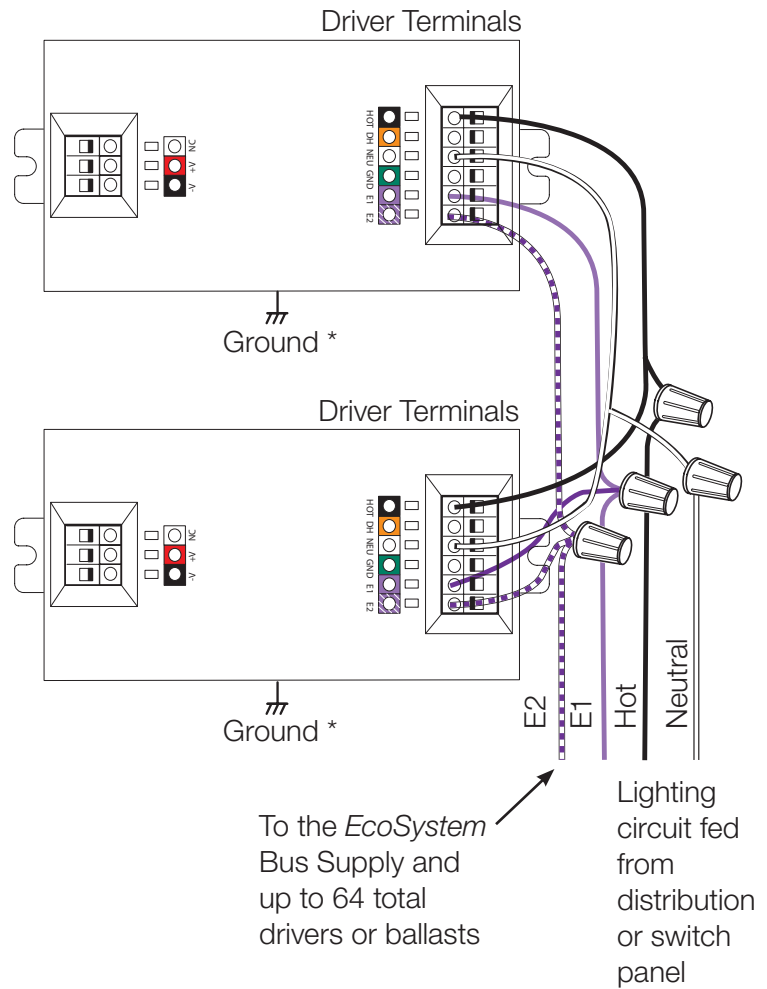 Driver Terminals
NC
+V
-V
HOT
DH
NEU
GND
E1
E2
Ground *
Driver Terminals
NC
+V
-V
HOT
DH
NEU
GND
E1
E2
Ground *
E2
E1
Hot
Neutral
To the EcoSystem
Bus Supply and
up to 64 total
drivers or ballasts
Lighting
circuit fed
from
distribution
or switch
panel